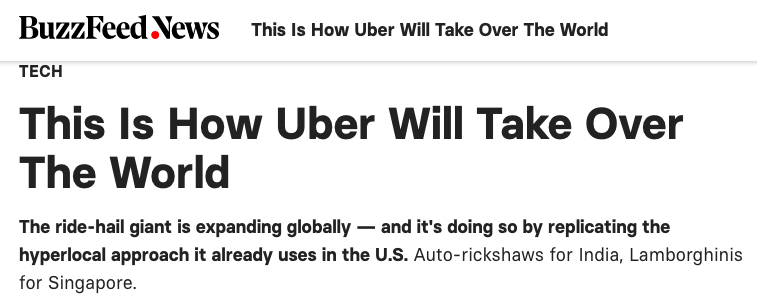 BuzzFeed News This Is How Uber Will Take Over The World
TECH
This Is How Uber Will Take Over
The World
The ride-hail giant is expanding globally — and it's doing so by replicating the
hyperlocal approach it already uses in the U.S. Auto-rickshaws for India, Lamborghinis
for Singapore.